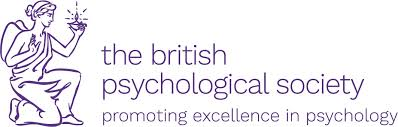 the british
psychological society
promoting excellence in psychology